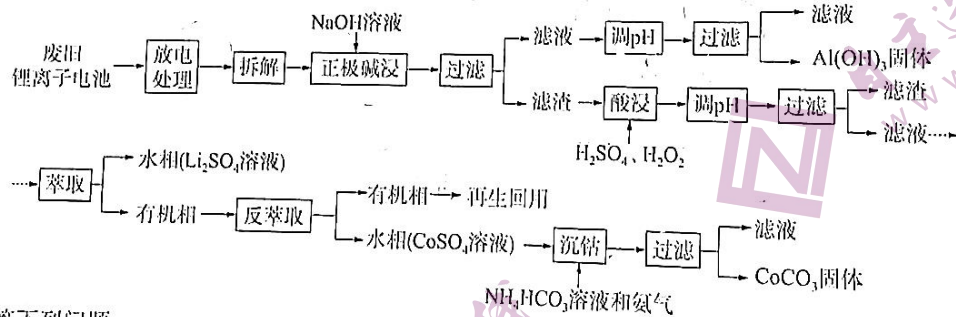 NaOH溶液
废旧
锂离子电池
放电
处理
拆解
正极碱浸
过滤
滤液
调pH
过滤
滤液
Al(OH)₃固体
滤渣
酸浸
调pH
过滤
滤渣
滤液
H₂SO₄、H₂O₂
萃取
水相(Li₂SO₄溶液)
有机相
反萃取
有机相
再生回用
水相(CoSO₄溶液)
沉钴
过滤
滤液
CoCO₃固体
NH₄HCO₃溶液和氨气